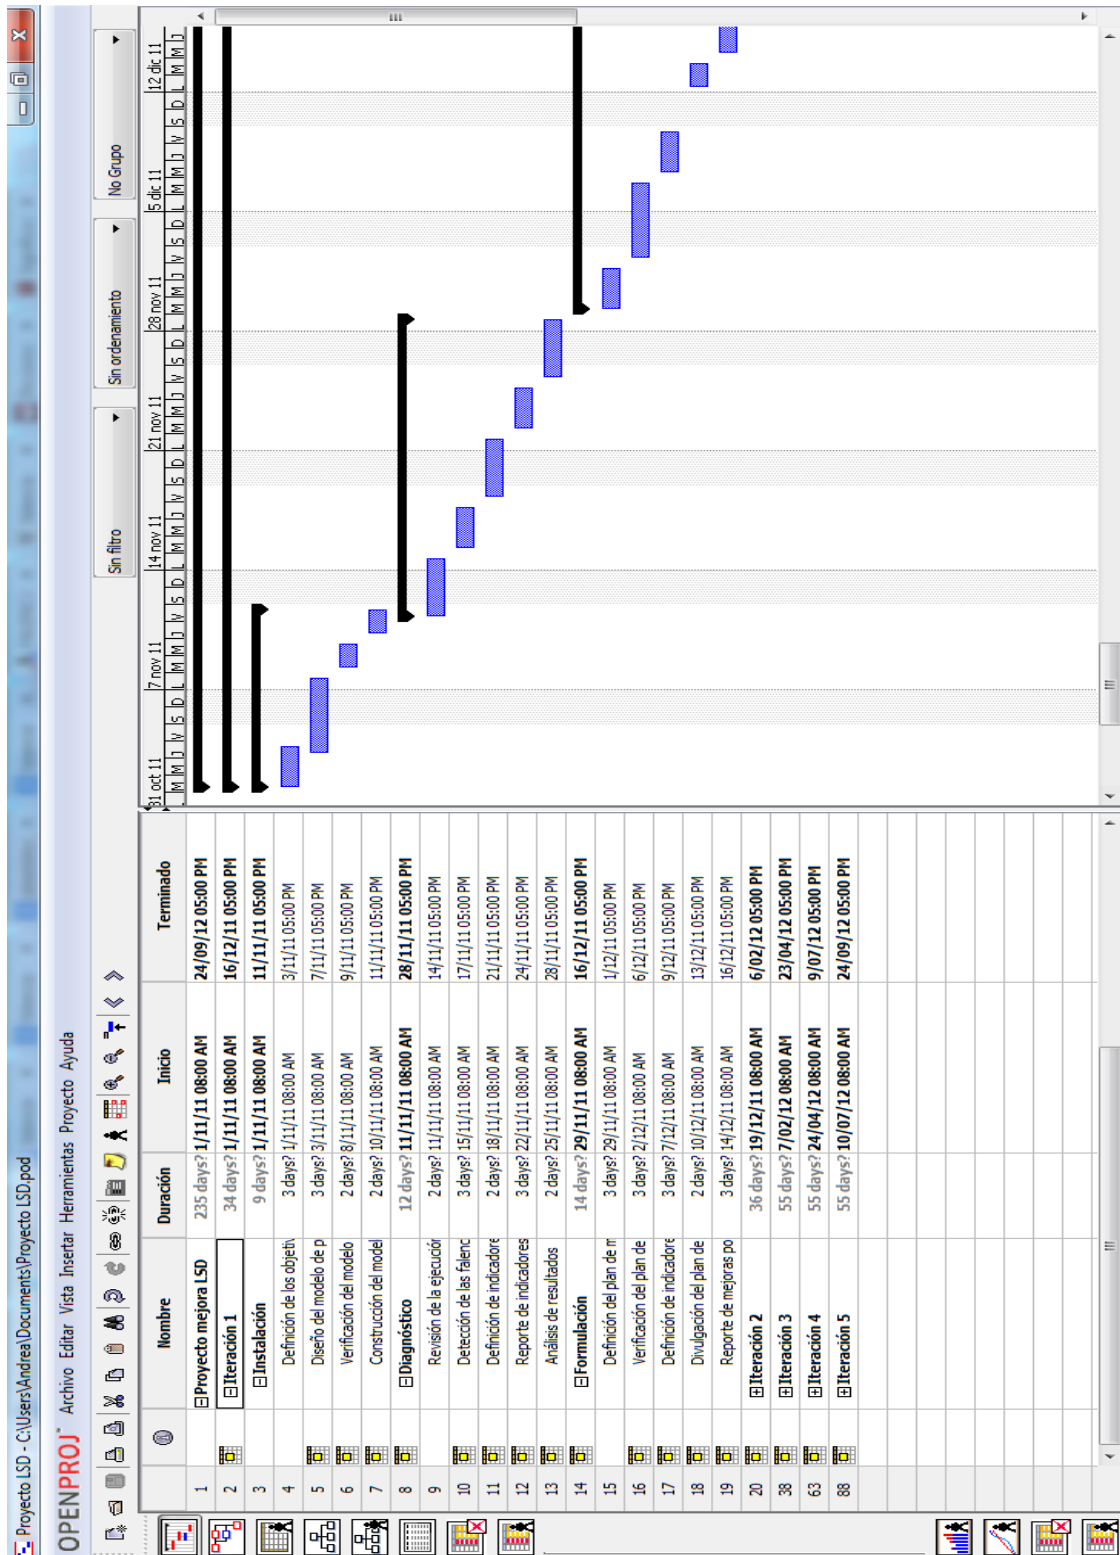 Proyecto LSD - C:\Users\Andrea\Documents\Proyecto LSD.pod
OPENPROJ™ Archivo Editar Vista Insertar Herramientas Proyecto Ayuda
Sin filtro Sin ordenamiento No Grupo
Nombre Duración Inicio Terminado
31 oct 11 7 nov 11 14 nov 11 21 nov 11 28 nov 11 5 dic 11 12 dic 11
M M J V S D L M M J V S D L M M J V S D L M M J V S D L M M J V S D L M M J V S D L M M J
1 Proyecto mejora LSD 235 days? 1/11/11 08:00 AM 24/09/12 05:00 PM
2 Iteración 1 34 days? 1/11/11 08:00 AM 16/12/11 05:00 PM
3 Instalación 9 days? 1/11/11 08:00 AM 11/11/11 05:00 PM
4 Definición de los objeti 3 days? 1/11/11 08:00 AM 3/11/11 05:00 PM
5 Diseño del modelo de p 3 days? 3/11/11 08:00 AM 7/11/11 05:00 PM
6 Verificación del modelo 2 days? 8/11/11 08:00 AM 9/11/11 05:00 PM
7 Construcción del model 2 days? 10/11/11 08:00 AM 11/11/11 05:00 PM
8 Diagnóstico 12 days? 11/11/11 08:00 AM 28/11/11 05:00 PM
9 Revisión de la ejecución 2 days? 11/11/11 08:00 AM 14/11/11 05:00 PM
10 Detección de las falenc 3 days? 15/11/11 08:00 AM 17/11/11 05:00 PM
11 Definición de indicadore 2 days? 18/11/11 08:00 AM 21/11/11 05:00 PM
12 Reporte de indicadores 3 days? 22/11/11 08:00 AM 24/11/11 05:00 PM
13 Análisis de resultados 2 days? 25/11/11 08:00 AM 28/11/11 05:00 PM
14 Formulación 14 days? 29/11/11 08:00 AM 16/12/11 05:00 PM
15 Definición del plan de m 3 days? 29/11/11 08:00 AM 1/12/11 05:00 PM
16 Verificación del plan de 3 days? 2/12/11 08:00 AM 6/12/11 05:00 PM
17 Definición de indicadore 3 days? 7/12/11 08:00 AM 9/12/11 05:00 PM
18 Divulgación del plan de 2 days? 10/12/11 08:00 AM 13/12/11 05:00 PM
19 Reporte de mejoras po 3 days? 14/12/11 08:00 AM 16/12/11 05:00 PM
20 Iteración 2 36 days? 19/12/11 08:00 AM 6/02/12 05:00 PM
38 Iteración 3 55 days? 7/02/12 08:00 AM 23/04/12 05:00 PM
63 Iteración 4 55 days? 24/04/12 08:00 AM 9/07/12 05:00 PM
88 Iteración 5 55 days? 10/07/12 08:00 AM 24/09/12 05:00 PM